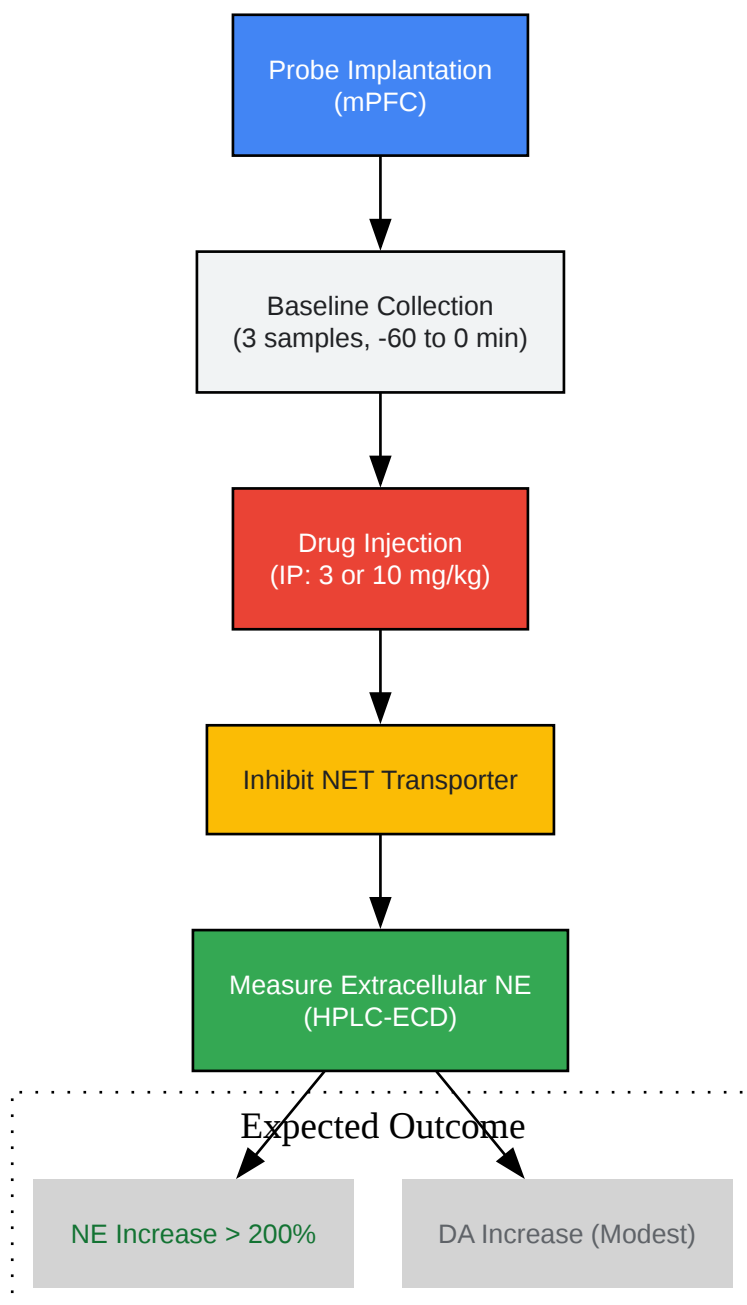 Probe Implantation
(mPFC)
Baseline Collection
(3 samples, -60 to 0 min)
Drug Injection
(IP: 3 or 10 mg/kg)
Inhibit NET Transporter
Measure Extracellular NE
(HPLC-ECD)
Expected Outcome
NE Increase > 200%
DA Increase (Modest)